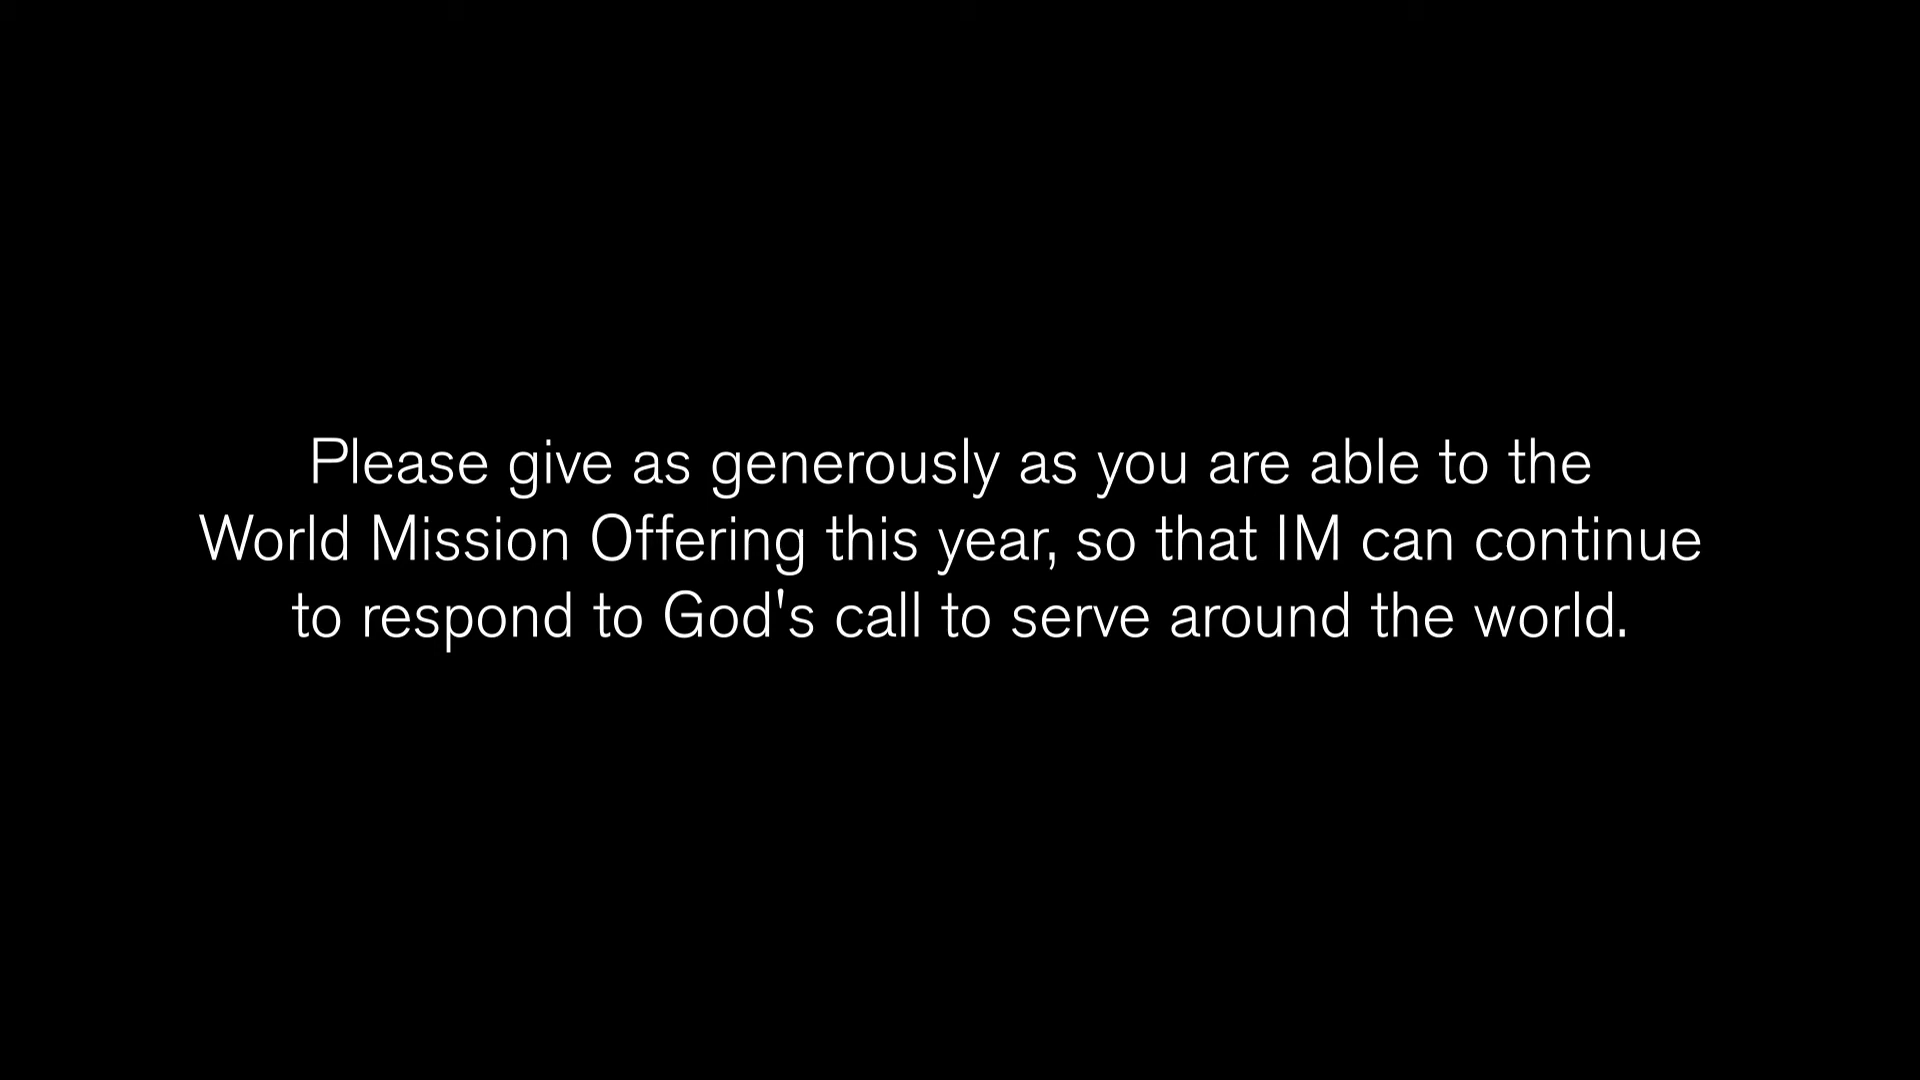 Please give as generously as you are able to the
World Mission Offering this year, so that IM can continue
to respond to God's call to serve around the world.